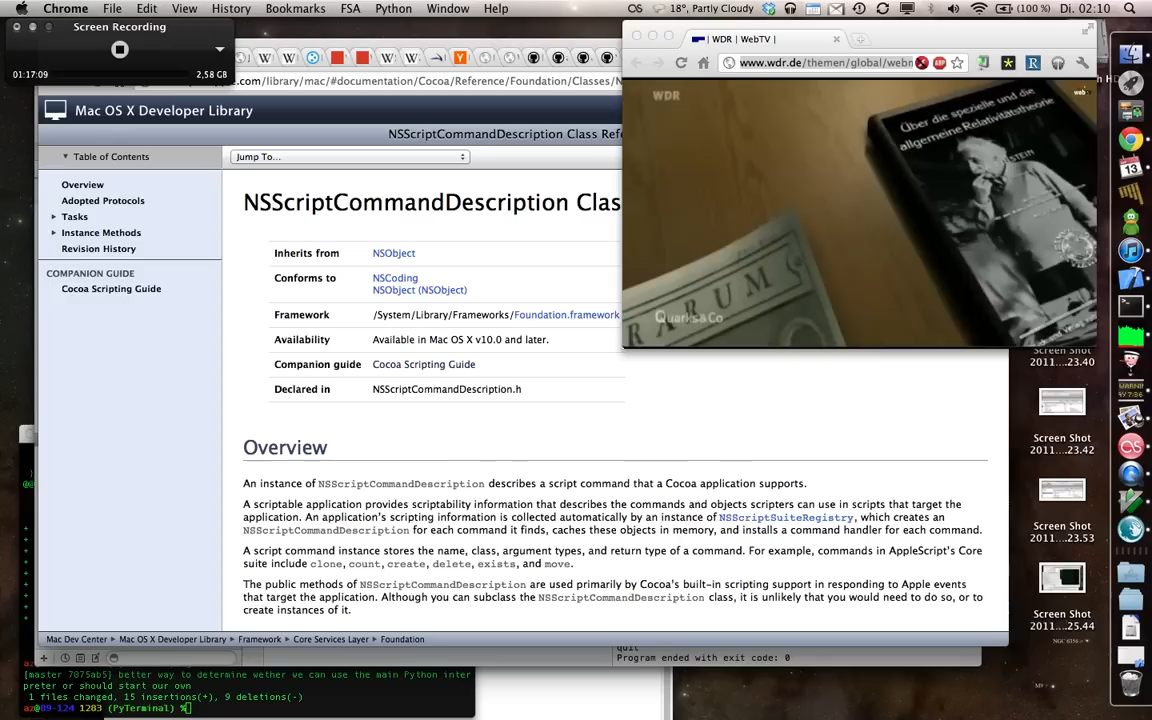 Chrome File Edit View History Bookmarks FSA Python Window Help
18°, Partly Cloudy
(100 %) Di. 02:10
Screen Recording
01:17:09 2,58 GB
| WDR | WebTV |
www.wdr.de/themen/global/webm
.com/library/mac/#documentation/Cocoa/Reference/Foundation/Classes/N
Mac OS X Developer Library
NSScriptCommandDescription Class Refe
Table of Contents
Jump To...
Overview
Adopted Protocols
Tasks
Instance Methods
Revision History
COMPANION GUIDE
Cocoa Scripting Guide
NSScriptCommandDescription Clas
Inherits from NSObject
Conforms to NSCoding
NSObject (NSObject)
Framework /System/Library/Frameworks/Foundation.framework
Availability Available in Mac OS X v10.0 and later.
Companion guide Cocoa Scripting Guide
Declared in NSScriptCommandDescription.h
Overview
An instance of NSScriptCommandDescription describes a script command that a Cocoa application supports.
A scriptable application provides scriptability information that describes the commands and objects scripters can use in scripts that target the
application. An application's scripting information is collected automatically by an instance of NSScriptSuiteRegistry, which creates an
NSScriptCommandDescription for each command it finds, caches these objects in memory, and installs a command handler for each command.
A script command instance stores the name, class, argument types, and return type of a command. For example, commands in AppleScript's Core
suite include clone, count, create, delete, exists, and move.
The public methods of NSScriptCommandDescription are used primarily by Cocoa's built-in scripting support in responding to Apple events
that target the application. Although you can subclass the NSScriptCommandDescription class, it is unlikely that you would need to do so, or to
create instances of it.
Mac Dev Center Mac OS X Developer Library Framework Core Services Layer Foundation
WDR
web
Über die spezielle und die
allgemeine Relativitätstheorie
EINSTEIN
RARUMS
Quarks&Co
Screen Shot
2011....23.40
Screen Shot
2011....23.42
Screen Shot
2011....23.53
Screen Shot
2011....25.44
quit
Program ended with exit code: 0
[master 7075ab5] better way to determine wether we can use the main Python inter
preter or should start our own
1 files changed, 15 insertions(+), 9 deletions(-)
az@89-124 1283 (PyTerminal) %